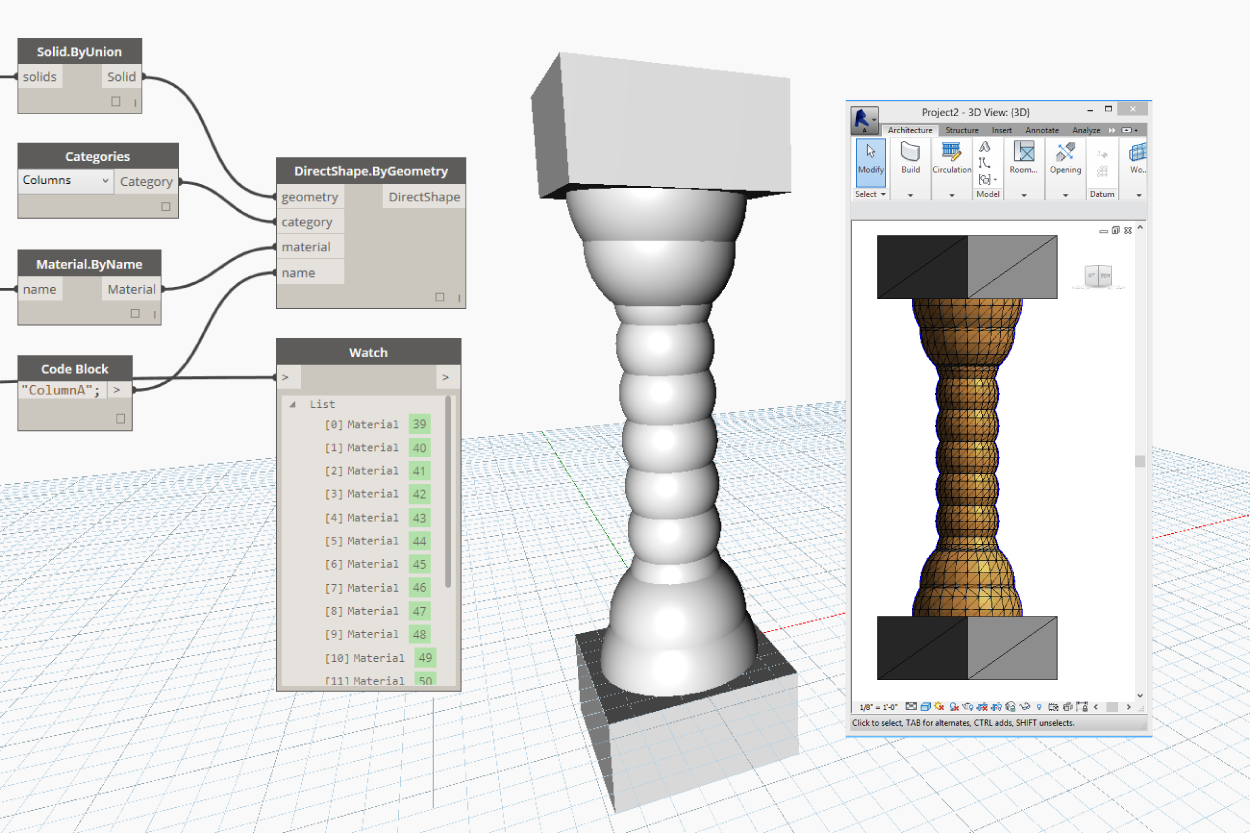 Solid.ByUnion
solids Solid
Categories
Columns Category
Material.ByName
name Material
Code Block
"ColumnA"; >
DirectShape.ByGeometry
geometry DirectShape
category
material
name
Watch
> >
List
[0] Material 39
[1] Material 40
[2] Material 41
[3] Material 42
[4] Material 43
[5] Material 44
[6] Material 45
[7] Material 46
[8] Material 47
[9] Material 48
[10] Material 49
[11] Material 50
Project2 - 3D View: {3D}
Architecture Structure Insert Annotate Analyze
Modify Build Circulation Model Room... Opening Datum Wo...
Select
1/8" = 1'-0"
Click to select, TAB for alternates, CTRL adds, SHIFT unselects.